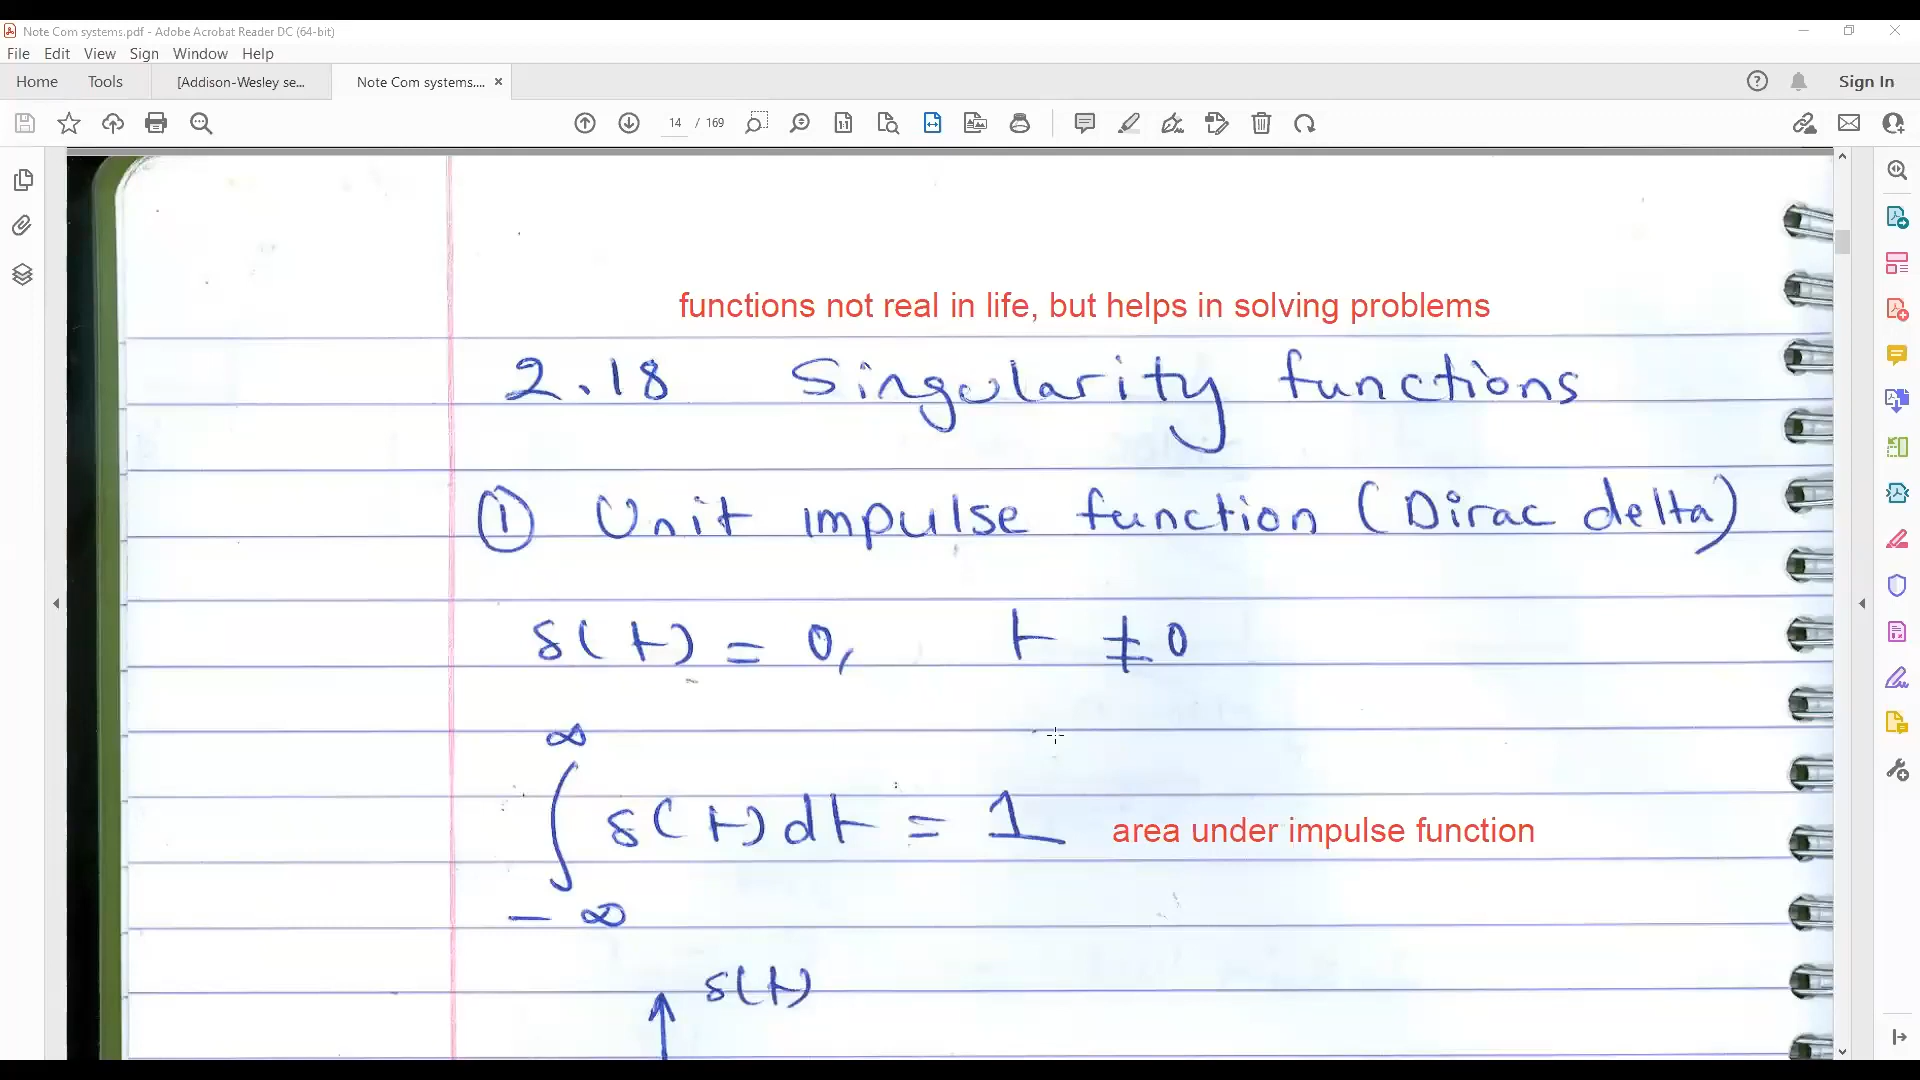 Note Com systems.pdf - Adobe Acrobat Reader DC (64-bit)
File Edit View Sign Window Help
Home Tools [Addison-Wesley se... Note Com systems.... × Sign In
14 / 169
functions not real in life, but helps in solving problems
2.18 Singularity functions
① Unit impulse function (Dirac delta)
δ(t) = 0, t ≠ 0
∞
∫ δ(t) dt = 1 area under impulse function
- ∞
δ(t)